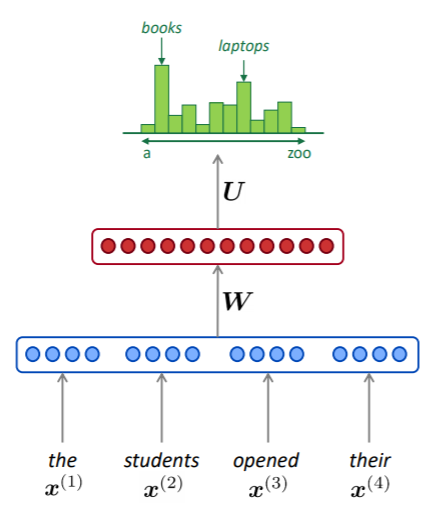 books
laptops
a zoo
U
W
the students opened their
x^{(1)} x^{(2)} x^{(3)} x^{(4)}